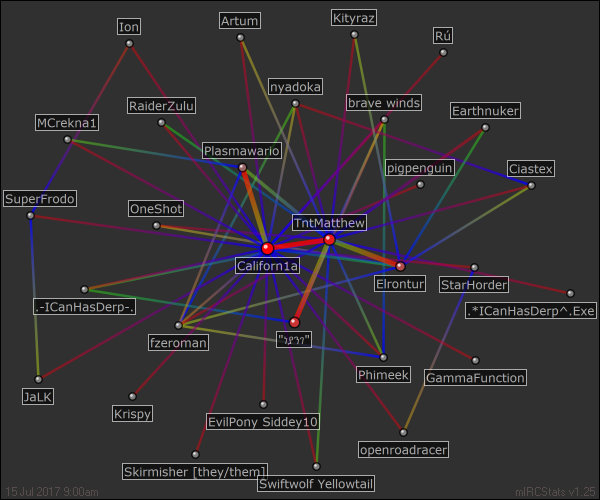 Artum
Kityraz
Ion
Rú
nyadoka
RaiderZulu
brave winds
Earthnuker
MCrekna1
Plasmawario
pigpenguin
Ciastex
SuperFrodo
OneShot
TntMatthew
Californ1a
Elrontur
StarHorder
.-ICanHasDerp-.
.*ICanHasDerp^.Exe
fzeroman
Phimeek
GammaFunction
JaLK
Krispy
EvilPony Siddey10
openroadracer
Skirmisher [they/them]
Swiftwolf Yellowtail
15 Jul 2017 9:00am
mIRCStats v1.25